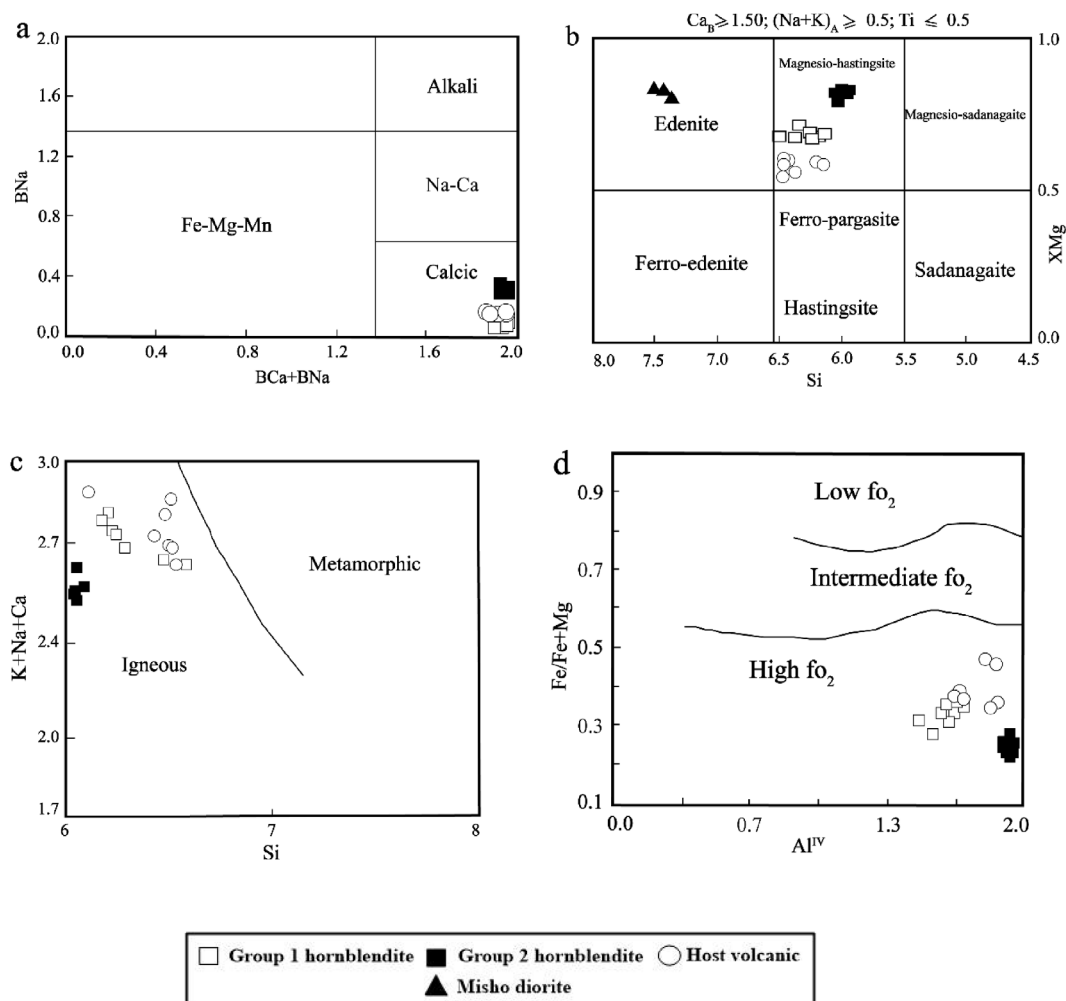 a
2.0
1.6
1.2
0.8
0.4
0.0
BNa
Alkali
Na-Ca
Fe-Mg-Mn
Calcic
0.0 0.4 0.8 1.2 1.6 2.0
BCa+BNa
Ca_B ≥ 1.50; (Na+K)_A ≥ 0.5; Ti ≤ 0.5
b
Magnesio-hastingsite
Edenite
Magnesio-sadanagaite
Ferro-pargasite
Ferro-edenite
Sadanagaite
Hastingsite
1.0
0.5
0.0
XMg
8.0 7.5 7.0 6.5 6.0 5.5 5.0 4.5
Si
c
3.0
2.7
2.4
2.0
1.7
K+Na+Ca
Metamorphic
Igneous
6 7 8
Si
d
0.9
0.7
0.5
0.3
0.1
Fe/Fe+Mg
Low fo₂
Intermediate fo₂
High fo₂
0.0 0.7 1.3 2.0
Al^IV
Group 1 hornblendite Group 2 hornblendite Host volcanic
Misho diorite